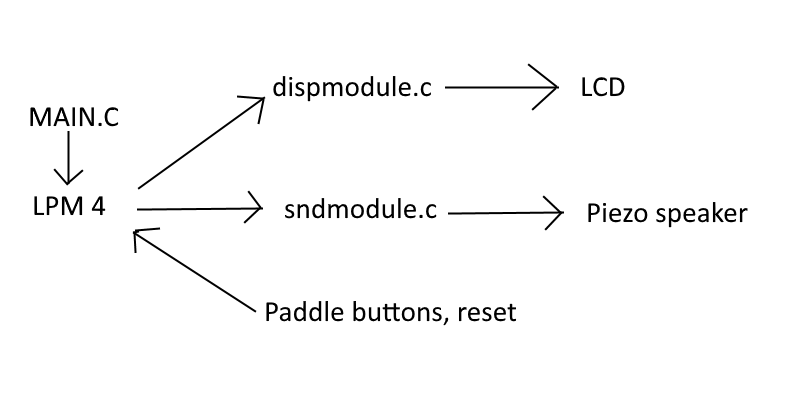 dispmodule.c
LCD
MAIN.C
LPM 4
sndmodule.c
Piezo speaker
Paddle buttons, reset